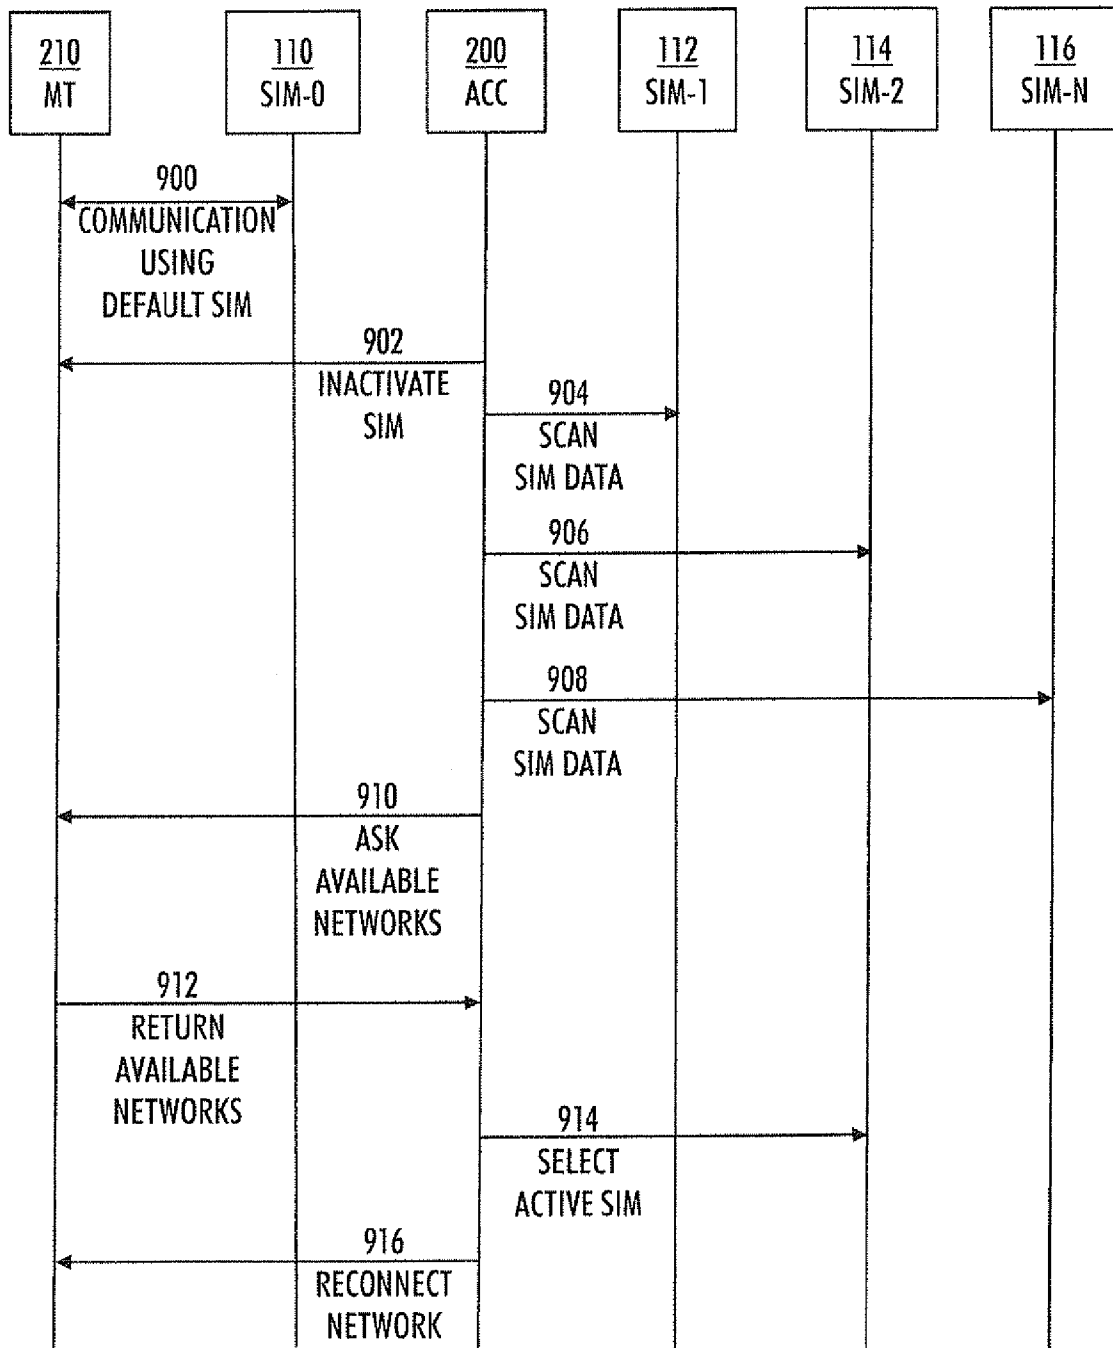 210
MT
110
SIM-0
200
ACC
112
SIM-1
114
SIM-2
116
SIM-N
900
COMMUNICATION
USING
DEFAULT SIM
902
INACTIVATE
SIM
904
SCAN
SIM DATA
906
SCAN
SIM DATA
908
SCAN
SIM DATA
910
ASK
AVAILABLE
NETWORKS
912
RETURN
AVAILABLE
NETWORKS
914
SELECT
ACTIVE SIM
916
RECONNECT
NETWORK